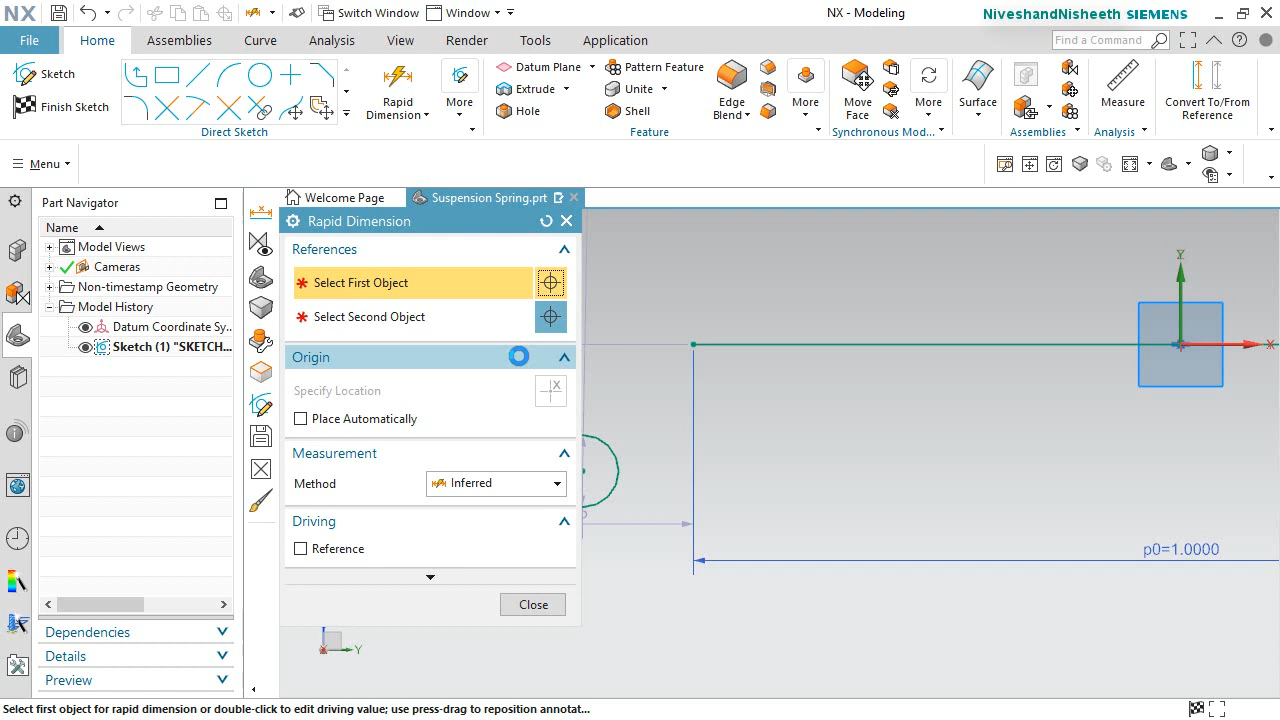 NX
Switch Window
Window
NX - Modeling
NiveshandNisheeth SIEMENS
File
Home
Assemblies
Curve
Analysis
View
Render
Tools
Application
Find a Command
Sketch
Finish Sketch
Direct Sketch
Rapid
Dimension
More
Datum Plane
Extrude
Hole
Pattern Feature
Unite
Shell
Edge
Blend
More
Feature
Move
Face
More
Synchronous Mod...
Surface
Assemblies
Measure
Analysis
Convert To/From
Reference
Menu
Part Navigator
Name
Model Views
Cameras
Non-timestamp Geometry
Model History
Datum Coordinate Sy...
Sketch (1) "SKETCH...
Dependencies
Details
Preview
Welcome Page
Suspension Spring.prt
Rapid Dimension
References
Select First Object
Select Second Object
Origin
Specify Location
Place Automatically
Measurement
Method
Inferred
Driving
Reference
Close
Y
X
p0=1.0000
Y
Select first object for rapid dimension or double-click to edit driving value; use press-drag to reposition annotat...